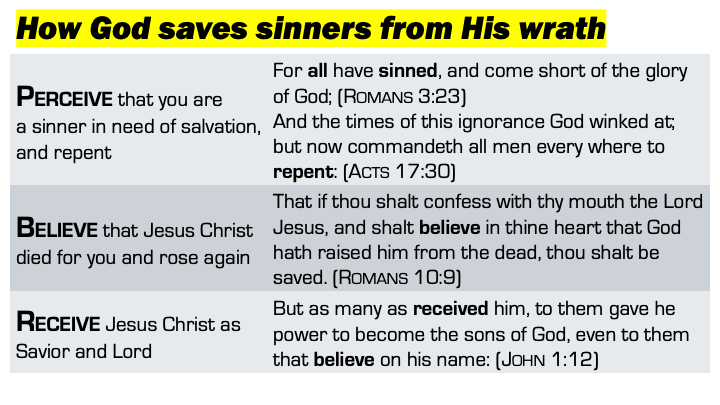 How God saves sinners from His wrath
PERCEIVE that you are
a sinner in need of salvation,
and repent
For all have sinned, and come short of the glory
of God; (ROMANS 3:23)
And the times of this ignorance God winked at;
but now commandeth all men every where to
repent: (ACTS 17:30)
BELIEVE that Jesus Christ
died for you and rose again
That if thou shalt confess with thy mouth the Lord
Jesus, and shalt believe in thine heart that God
hath raised him from the dead, thou shalt be
saved. (ROMANS 10:9)
RECEIVE Jesus Christ as
Savior and Lord
But as many as received him, to them gave he
power to become the sons of God, even to them
that believe on his name: (JOHN 1:12)